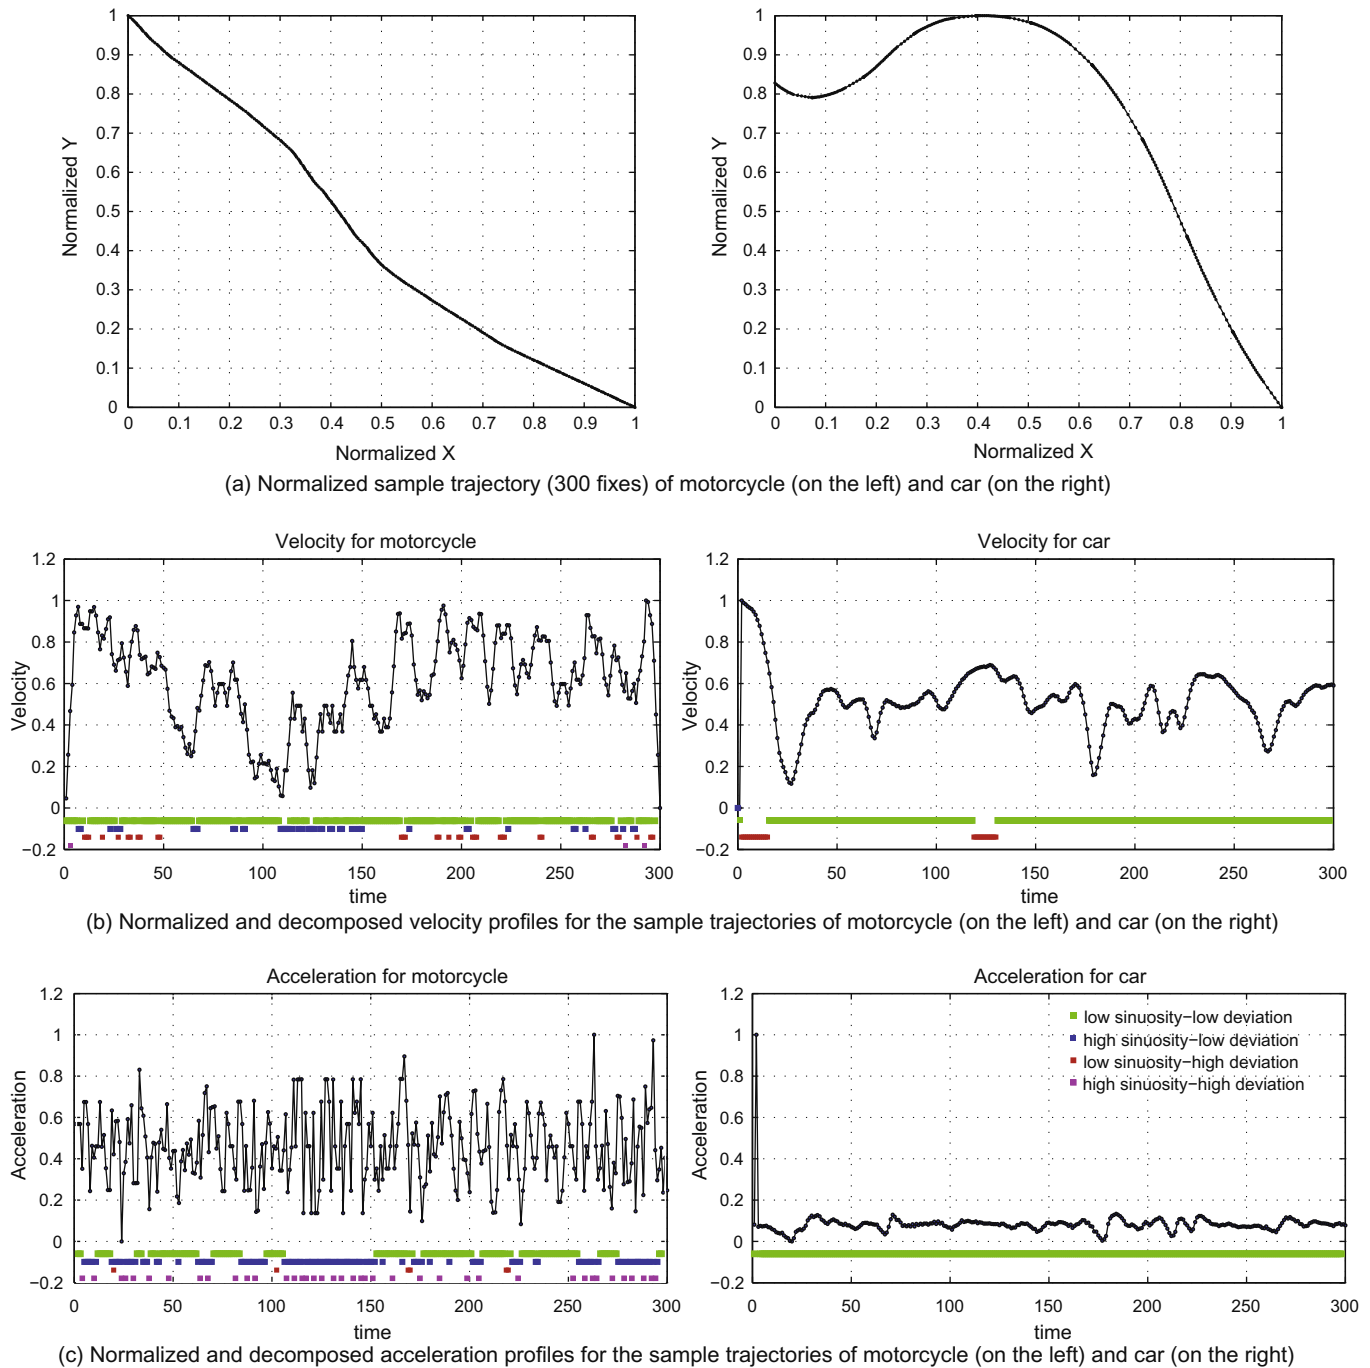 1
0.9
0.8
0.7
0.6
0.5
0.4
0.3
0.2
0.1
0
Normalized Y
0 0.1 0.2 0.3 0.4 0.5 0.6 0.7 0.8 0.9 1
Normalized X
1
0.9
0.8
0.7
0.6
0.5
0.4
0.3
0.2
0.1
0
Normalized Y
0 0.1 0.2 0.3 0.4 0.5 0.6 0.7 0.8 0.9 1
Normalized X
(a) Normalized sample trajectory (300 fixes) of motorcycle (on the left) and car (on the right)
Velocity for motorcycle
1.2
1
0.8
0.6
0.4
0.2
0
−0.2
Velocity
0 50 100 150 200 250 300
time
Velocity for car
1.2
1
0.8
0.6
0.4
0.2
0
−0.2
Velocity
0 50 100 150 200 250 300
time
(b) Normalized and decomposed velocity profiles for the sample trajectories of motorcycle (on the left) and car (on the right)
Acceleration for motorcycle
1.2
1
0.8
0.6
0.4
0.2
0
−0.2
Acceleration
0 50 100 150 200 250 300
time
Acceleration for car
1.2
1
0.8
0.6
0.4
0.2
0
−0.2
Acceleration
low sinuosity−low deviation
high sinuosity−low deviation
low sinuosity−high deviation
high sinuosity−high deviation
0 50 100 150 200 250 300
time
(c) Normalized and decomposed acceleration profiles for the sample trajectories of motorcycle (on the left) and car (on the right)